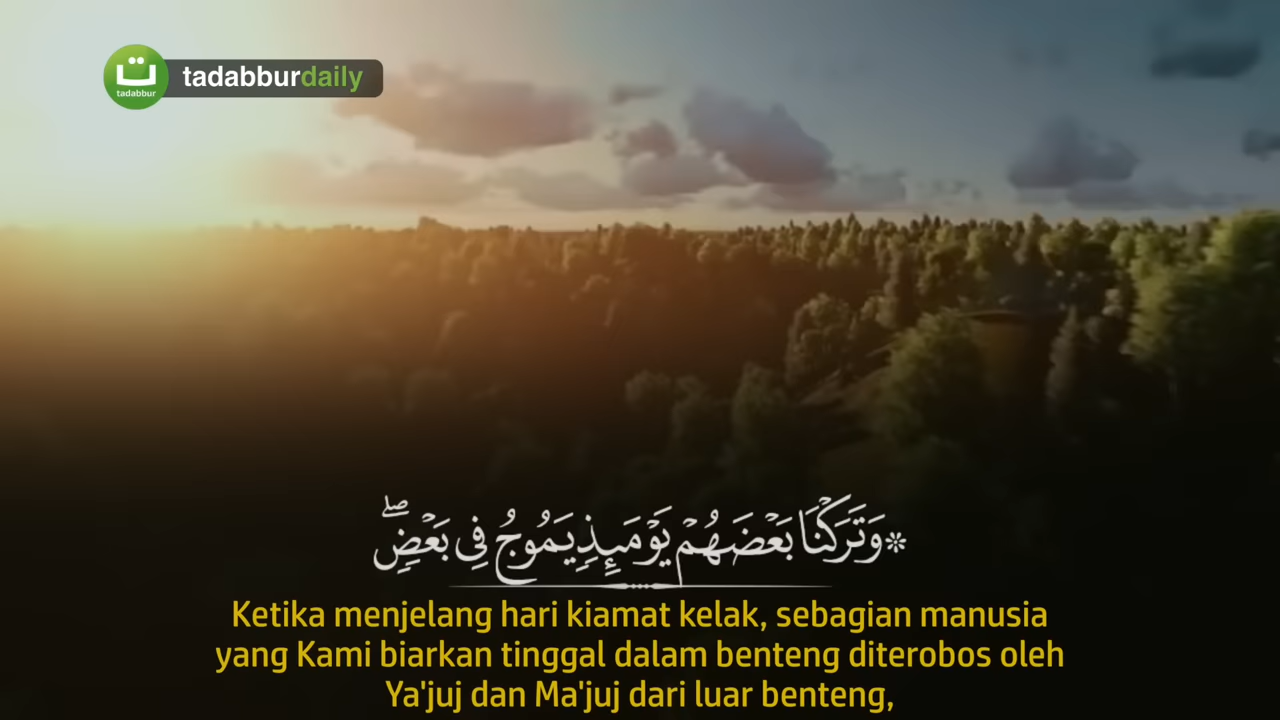 ت
tadabbur
tadabburdaily
۞ وَتَرَكْنَا بَعْضَهُمْ يَوْمَئِذٍ يَمُوجُ فِى بَعْضٍ ۖ
Ketika menjelang hari kiamat kelak, sebagian manusia
yang Kami biarkan tinggal dalam benteng diterobos oleh
Ya'juj dan Ma'juj dari luar benteng,